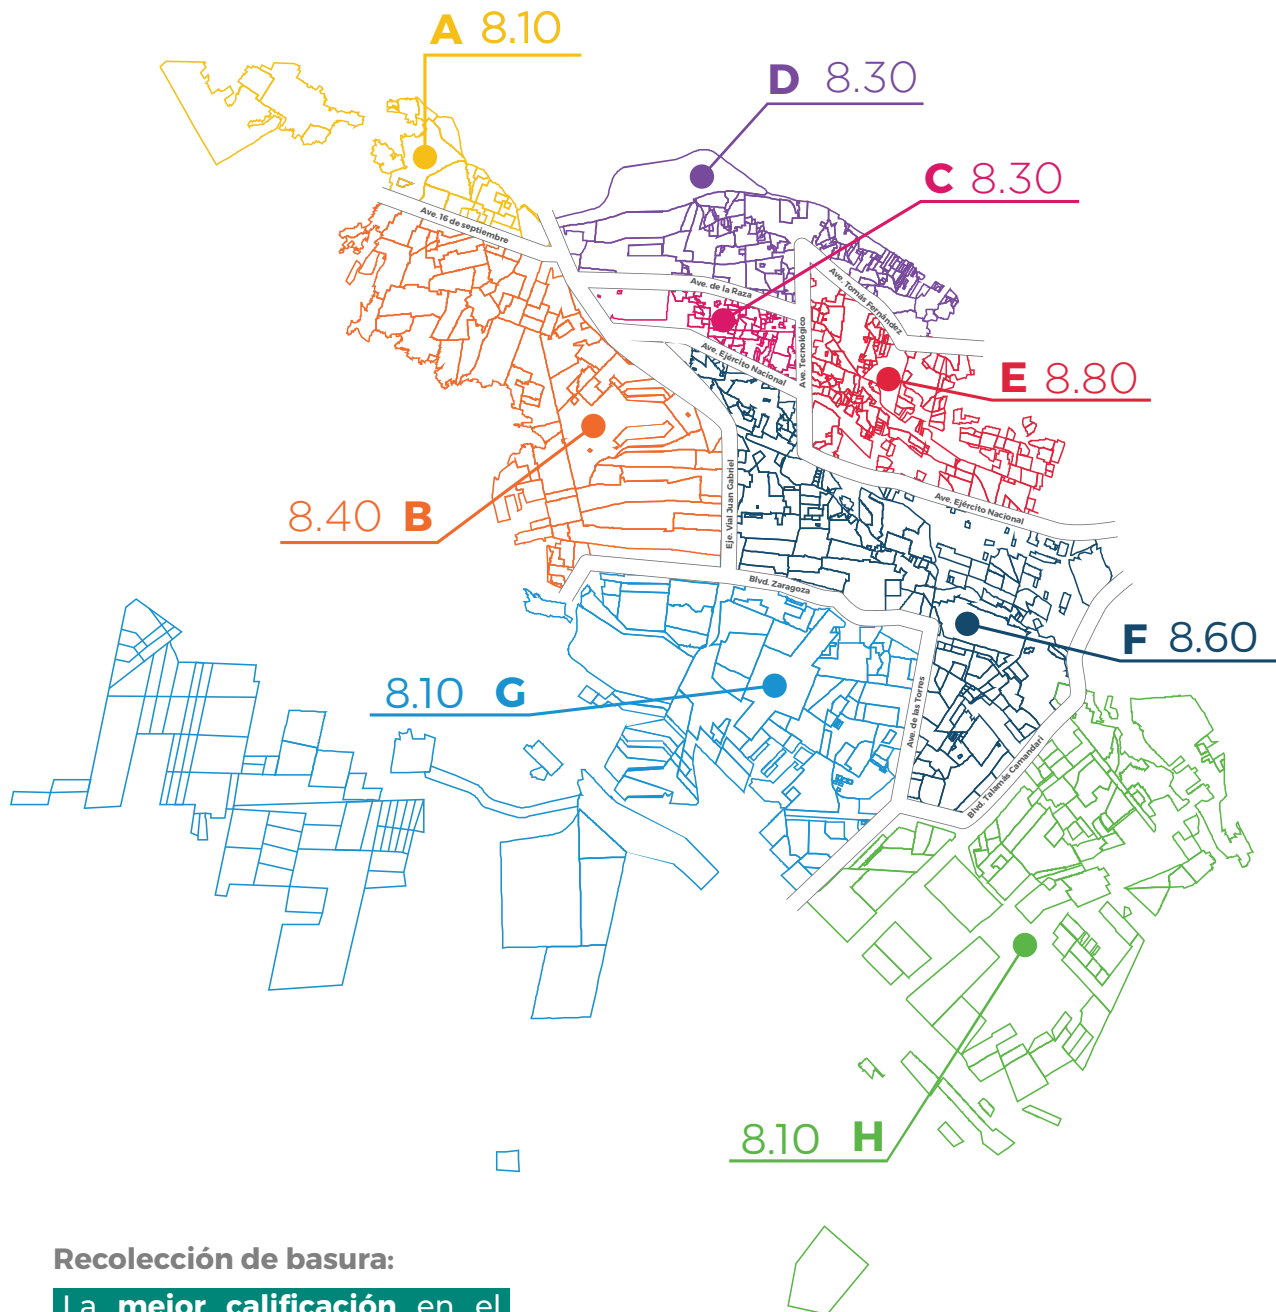 A 8.10
D 8.30
C 8.30
Ave. 16 de septiembre
Ave. de la Raza
Ave. Tomás Fernández
Ave. Tecnológico
Ave. Ejército Nacional
E 8.80
8.40 B
Eje. Vial Juan Gabriel
Ave. Ejército Nacional
Blvd. Zaragoza
F 8.60
8.10 G
Ave. de las Torres
Blvd. Talamás Camandari
8.10 H
Recolección de basura:
La mejor calificación en el